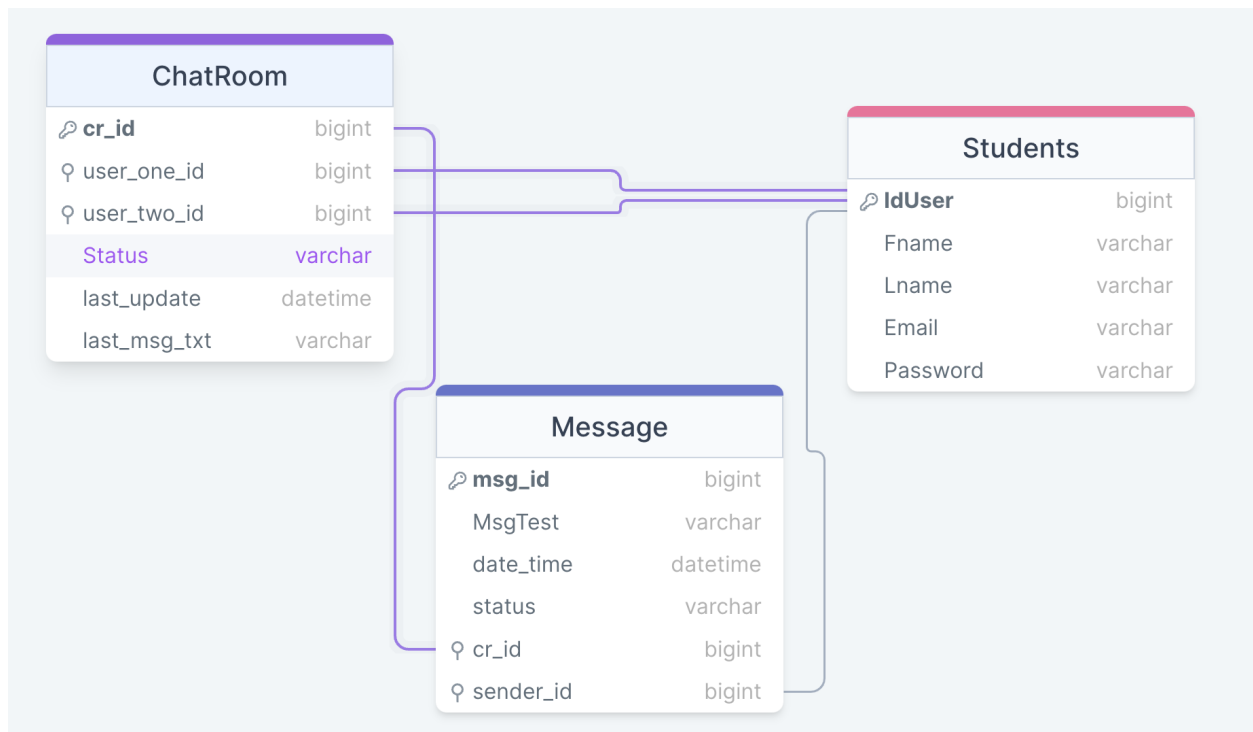 ChatRoom
cr_id bigint
user_one_id bigint
user_two_id bigint
Status varchar
last_update datetime
last_msg_txt varchar
Students
IdUser bigint
Fname varchar
Lname varchar
Email varchar
Password varchar
Message
msg_id bigint
MsgTest varchar
date_time datetime
status varchar
cr_id bigint
sender_id bigint